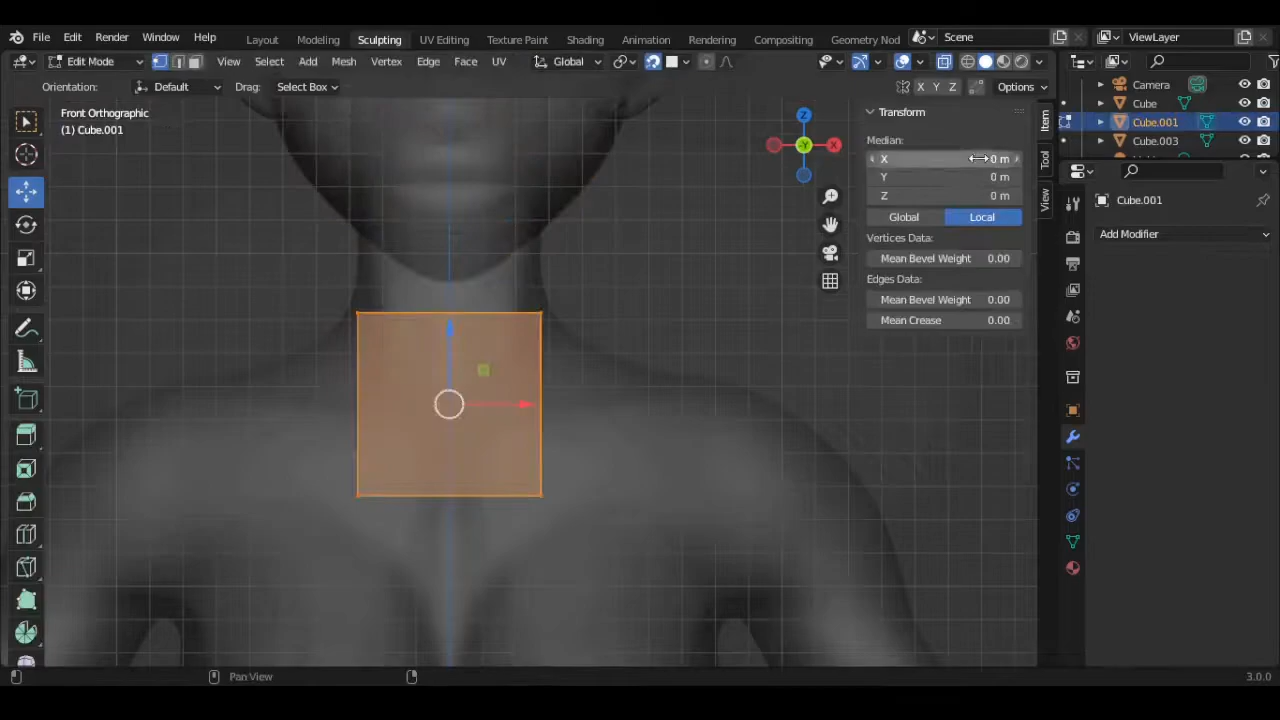 File Edit Render Window Help Layout Modeling Sculpting UV Editing Texture Paint Shading Animation Rendering Compositing Geometry Nod Scene ViewLayer
Edit Mode View Select Add Mesh Vertex Edge Face UV Global
Orientation: Default Drag: Select Box X Y Z Options
Front Orthographic
(1) Cube.001
Z
X
-Y
Transform
Median:
X 0 m
Y 0 m
Z 0 m
Global Local
Vertices Data:
Mean Bevel Weight 0.00
Edges Data:
Mean Bevel Weight 0.00
Mean Crease 0.00
Item
Tool
View
Camera
Cube
Cube.001
Cube.003
Cube.001
Add Modifier
Pan View
3.0.0